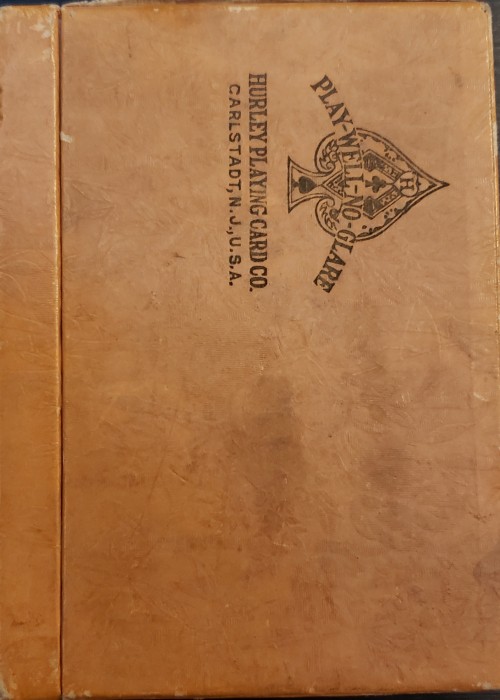 PLAY-WELL-NO-GLARE
H
HURLEY PLAYING CARD CO.
CARLSTADT, N.J., U.S.A.